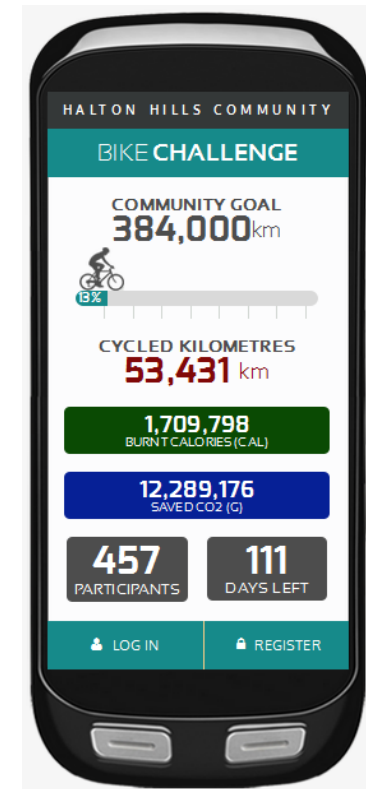 HALTON HILLS COMMUNITY
BIKE CHALLENGE
COMMUNITY GOAL
384,000km
13%
CYCLED KILOMETRES
53,431 km
1,709,798
BURNT CALORIES (CAL)
12,289,176
SAVED CO2 (G)
457
PARTICIPANTS
111
DAYS LEFT
LOG IN
REGISTER